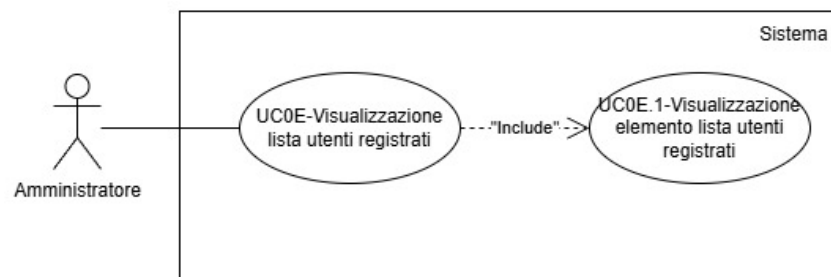 Sistema
UC0E-Visualizzazione
lista utenti registrati
"Include"
UC0E.1-Visualizzazione
elemento lista utenti
registrati
Amministratore